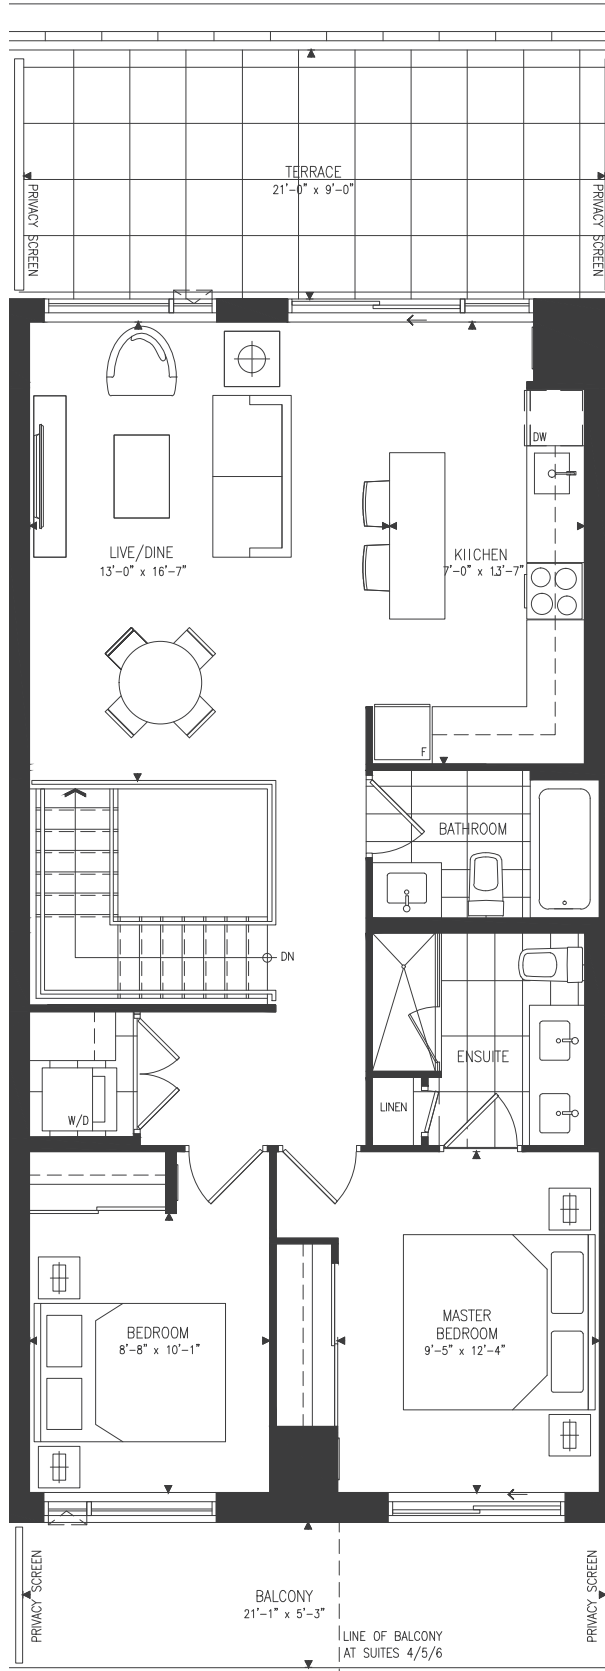 TERRACE
21'-0" x 9'-0"
PRIVACY SCREEN
PRIVACY SCREEN
DW
LIVE/DINE
13'-0" x 16'-7"
KIICHEN
7'-0" x 13'-7"
F
BATHROOM
DN
ENSUITE
LINEN
W/D
BEDROOM
8'-8" x 10'-1"
MASTER
BEDROOM
9'-5" x 12'-4"
PRIVACY SCREEN
BALCONY
21'-1" x 5'-3"
PRIVACY SCREEN
LINE OF BALCONY
AT SUITES 4/5/6